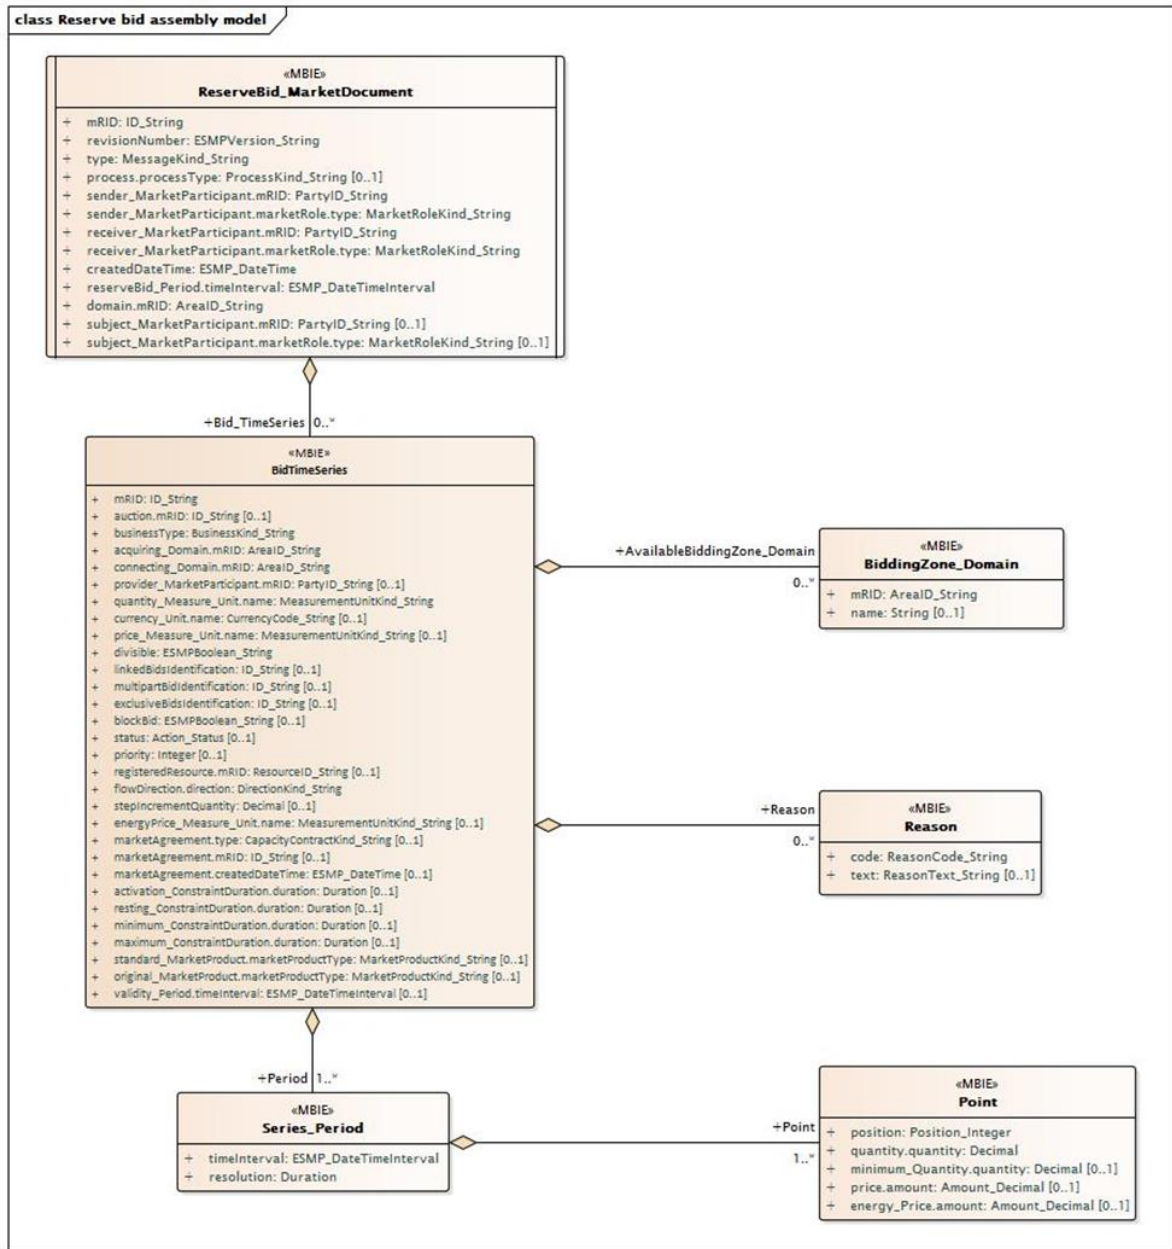 class Reserve bid assembly model
«MBIE»
ReserveBid_MarketDocument
+ mRID: ID_String
+ revisionNumber: ESMPVersion_String
+ type: MessageKind_String
+ process.processType: ProcessKind_String [0..1]
+ sender_MarketParticipant.mRID: PartyID_String
+ sender_MarketParticipant.marketRole.type: MarketRoleKind_String
+ receiver_MarketParticipant.mRID: PartyID_String
+ receiver_MarketParticipant.marketRole.type: MarketRoleKind_String
+ createdDateTime: ESMP_DateTime
+ reserveBid_Period.timeInterval: ESMP_DateTimeInterval
+ domain.mRID: AreaID_String
+ subject_MarketParticipant.mRID: PartyID_String [0..1]
+ subject_MarketParticipant.marketRole.type: MarketRoleKind_String [0..1]
+Bid_TimeSeries 0..*
«MBIE»
BidTimeSeries
+ mRID: ID_String
+ auction.mRID: ID_String [0..1]
+ businessType: BusinessKind_String
+ acquiring_Domain.mRID: AreaID_String
+ connecting_Domain.mRID: AreaID_String
+ provider_MarketParticipant.mRID: PartyID_String [0..1]
+ quantity_Measure_Unit.name: MeasurementUnitKind_String
+ currency_Unit.name: CurrencyCode_String [0..1]
+ price_Measure_Unit.name: MeasurementUnitKind_String [0..1]
+ divisible: ESMPBoolean_String
+ linkedBidsIdentification: ID_String [0..1]
+ multipartBidIdentification: ID_String [0..1]
+ exclusiveBidsIdentification: ID_String [0..1]
+ blockBid: ESMPBoolean_String [0..1]
+ status: Action_Status [0..1]
+ priority: Integer [0..1]
+ registeredResource.mRID: ResourceID_String [0..1]
+ flowDirection.direction: DirectionKind_String
+ stepIncrementQuantity: Decimal [0..1]
+ energyPrice_Measure_Unit.name: MeasurementUnitKind_String [0..1]
+ marketAgreement.type: CapacityContractKind_String [0..1]
+ marketAgreement.mRID: ID_String [0..1]
+ marketAgreement.createdDateTime: ESMP_DateTime [0..1]
+ activation_ConstraintDuration.duration: Duration [0..1]
+ resting_ConstraintDuration.duration: Duration [0..1]
+ minimum_ConstraintDuration.duration: Duration [0..1]
+ maximum_ConstraintDuration.duration: Duration [0..1]
+ standard_MarketProduct.marketProductType: MarketProductKind_String [0..1]
+ original_MarketProduct.marketProductType: MarketProductKind_String [0..1]
+ validity_Period.timeInterval: ESMP_DateTimeInterval [0..1]
+AvailableBiddingZone_Domain
0..*
«MBIE»
BiddingZone_Domain
+ mRID: AreaID_String
+ name: String [0..1]
+Reason
0..*
«MBIE»
Reason
+ code: ReasonCode_String
+ text: ReasonText_String [0..1]
+Period 1..*
«MBIE»
Series_Period
+ timeInterval: ESMP_DateTimeInterval
+ resolution: Duration
+Point
1..*
«MBIE»
Point
+ position: Position_Integer
+ quantity.quantity: Decimal
+ minimum_Quantity.quantity: Decimal [0..1]
+ price.amount: Amount_Decimal [0..1]
+ energy_Price.amount: Amount_Decimal [0..1]